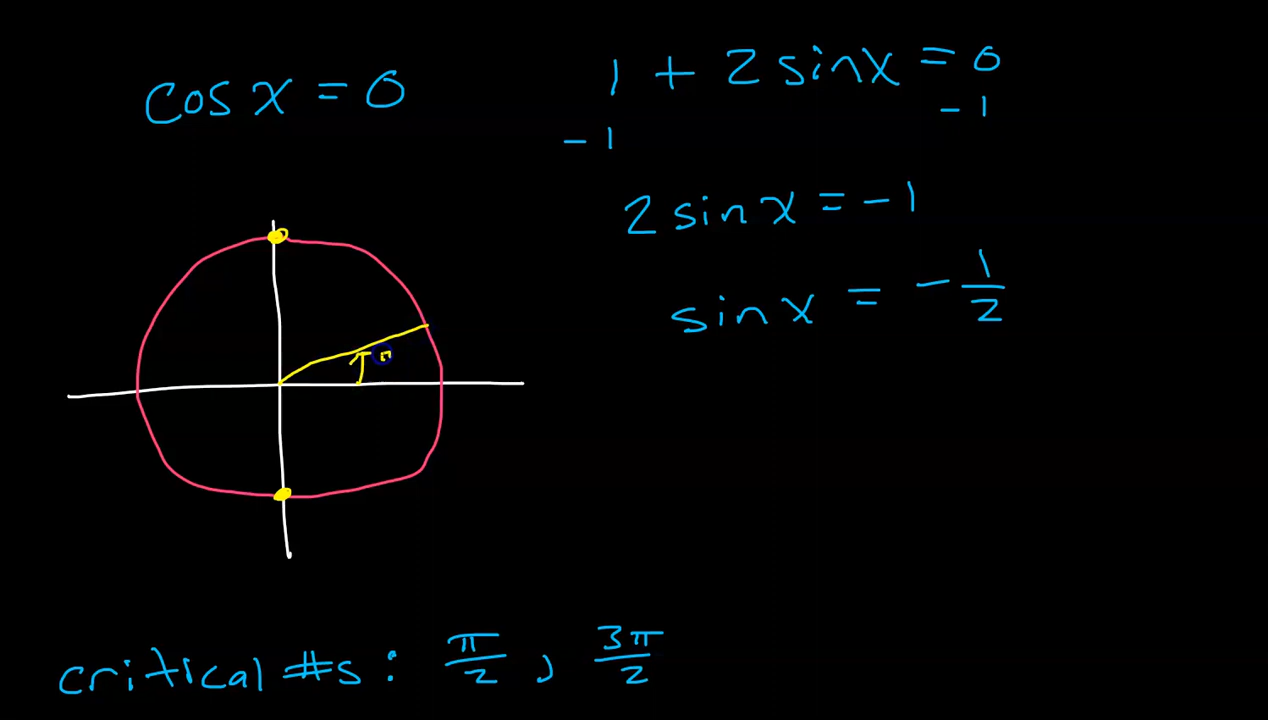 cos x = 0
1 + 2 sin x = 0
- 1 - 1
2 sin x = - 1
sin x = - 1/2
critical #s : π/2 , 3π/2